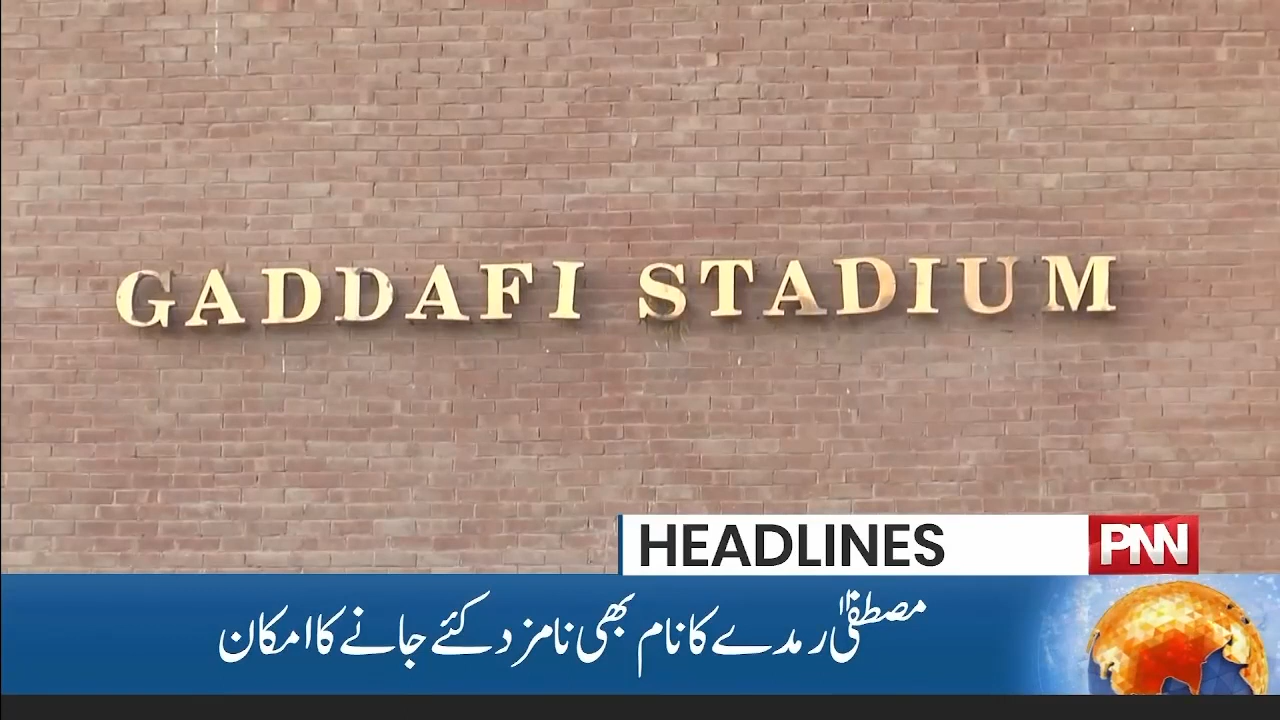 GADDAFI STADIUM
HEADLINES
PNN
مصطفیٰ رمدے کا نام بھی نامزد کئے جانے کا امکان